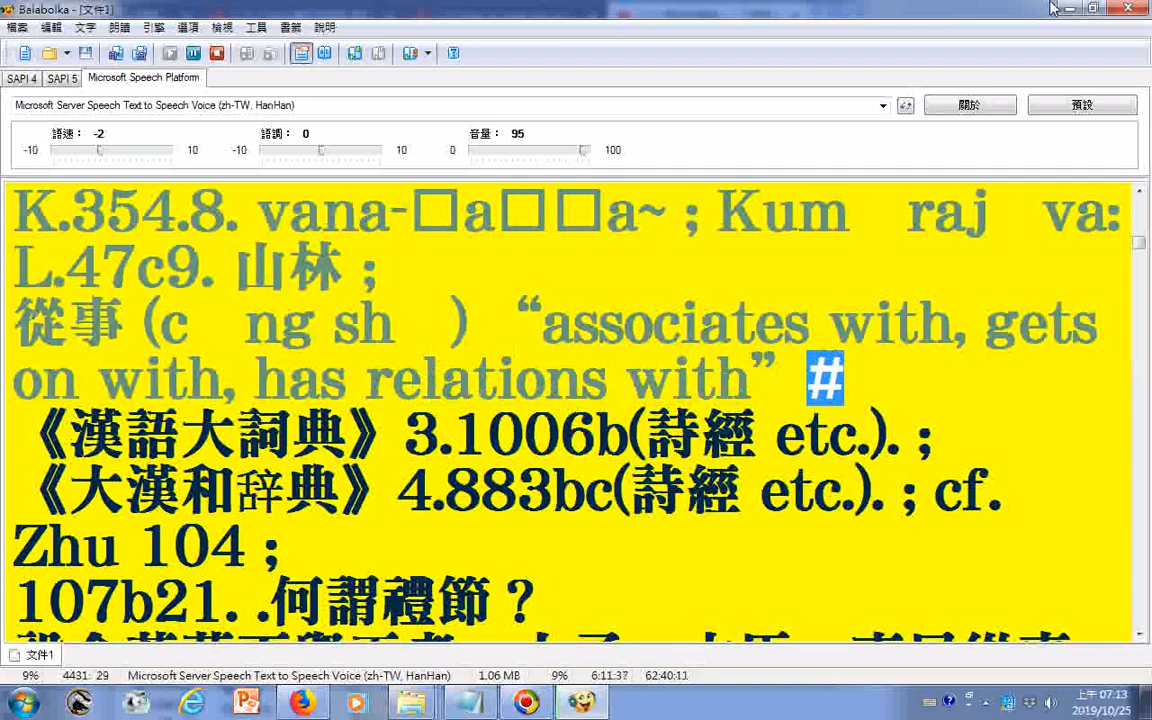 Balabolka - [文件1]
檔案 編輯 文字 朗讀 引擎 選項 檢視 工具 書籤 說明
SAPI 4 SAPI 5 Microsoft Speech Platform
Microsoft Server Speech Text to Speech Voice (zh-TW, HanHan) 關於 預設
語速： -2 語調： 0 音量： 95
-10 10 -10 10 0 100
K.354.8. vana-□a□□a~ ; Kum raj va:
L.47c9. 山林 ;
從事 (c ng sh ) “associates with, gets
on with, has relations with” #
《漢語大詞典》 3.1006b(詩經 etc.). ;
《大漢和辞典》 4.883bc(詩經 etc.). ; cf.
Zhu 104 ;
107b21. .何謂禮節？
文件1
9% 4431: 29 Microsoft Server Speech Text to Speech Voice (zh-TW, HanHan) 1.06 MB 9% 6:11:37 62:40:11
上午 07:13
2019/10/25